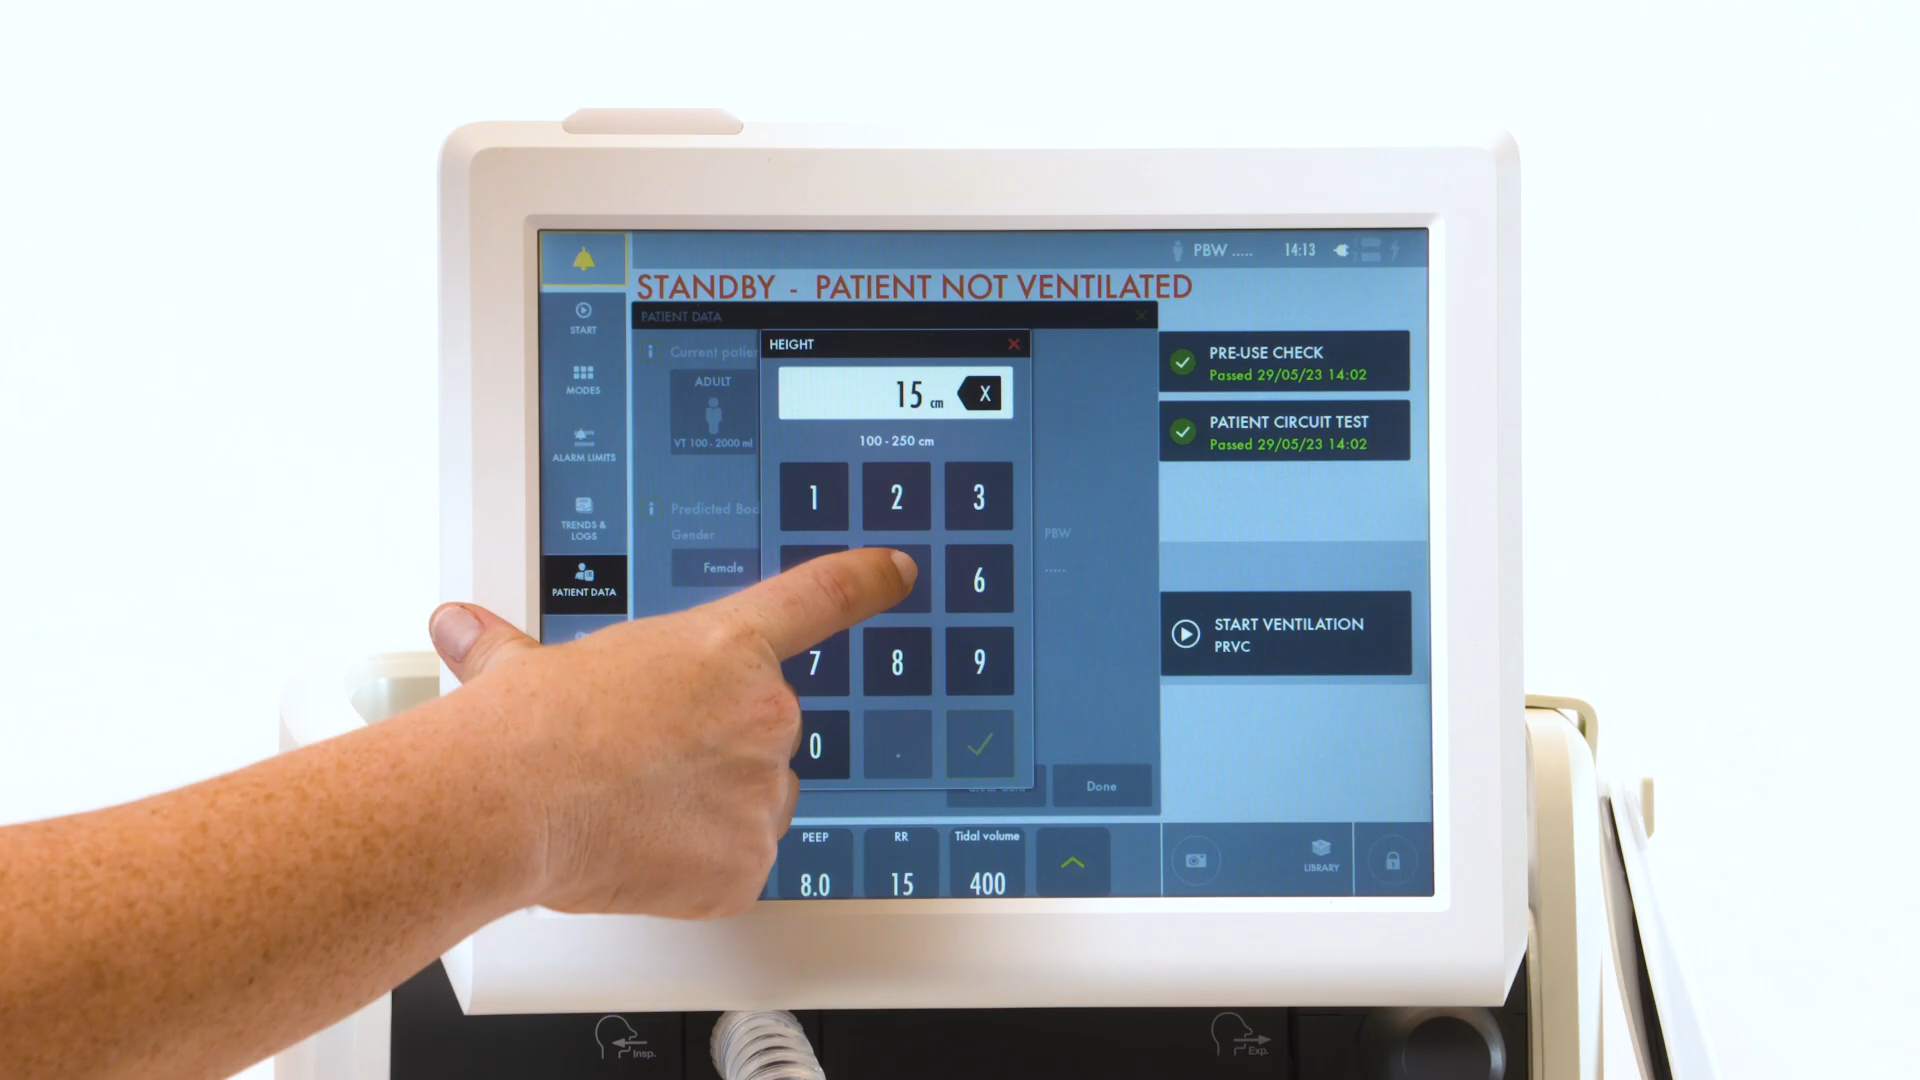 PBW .....
14:13
STANDBY - PATIENT NOT VENTILATED
START
MODES
ALARM LIMITS
TRENDS &
LOGS
PATIENT DATA
PATIENT DATA
X
i Current
ADULT
VT 100 - 2000 ml
i Predicted
Gender
Female
PBW
.....
HEIGHT
X
15 cm
X
100 - 250 cm
1 2 3
6
7 8 9
0 .
Done
PRE-USE CHECK
Passed 29/05/23 14:02
PATIENT CIRCUIT TEST
Passed 29/05/23 14:02
START VENTILATION
PRVC
PEEP
8.0
RR
15
Tidal volume
400
LIBRARY
Insp.
Exp.